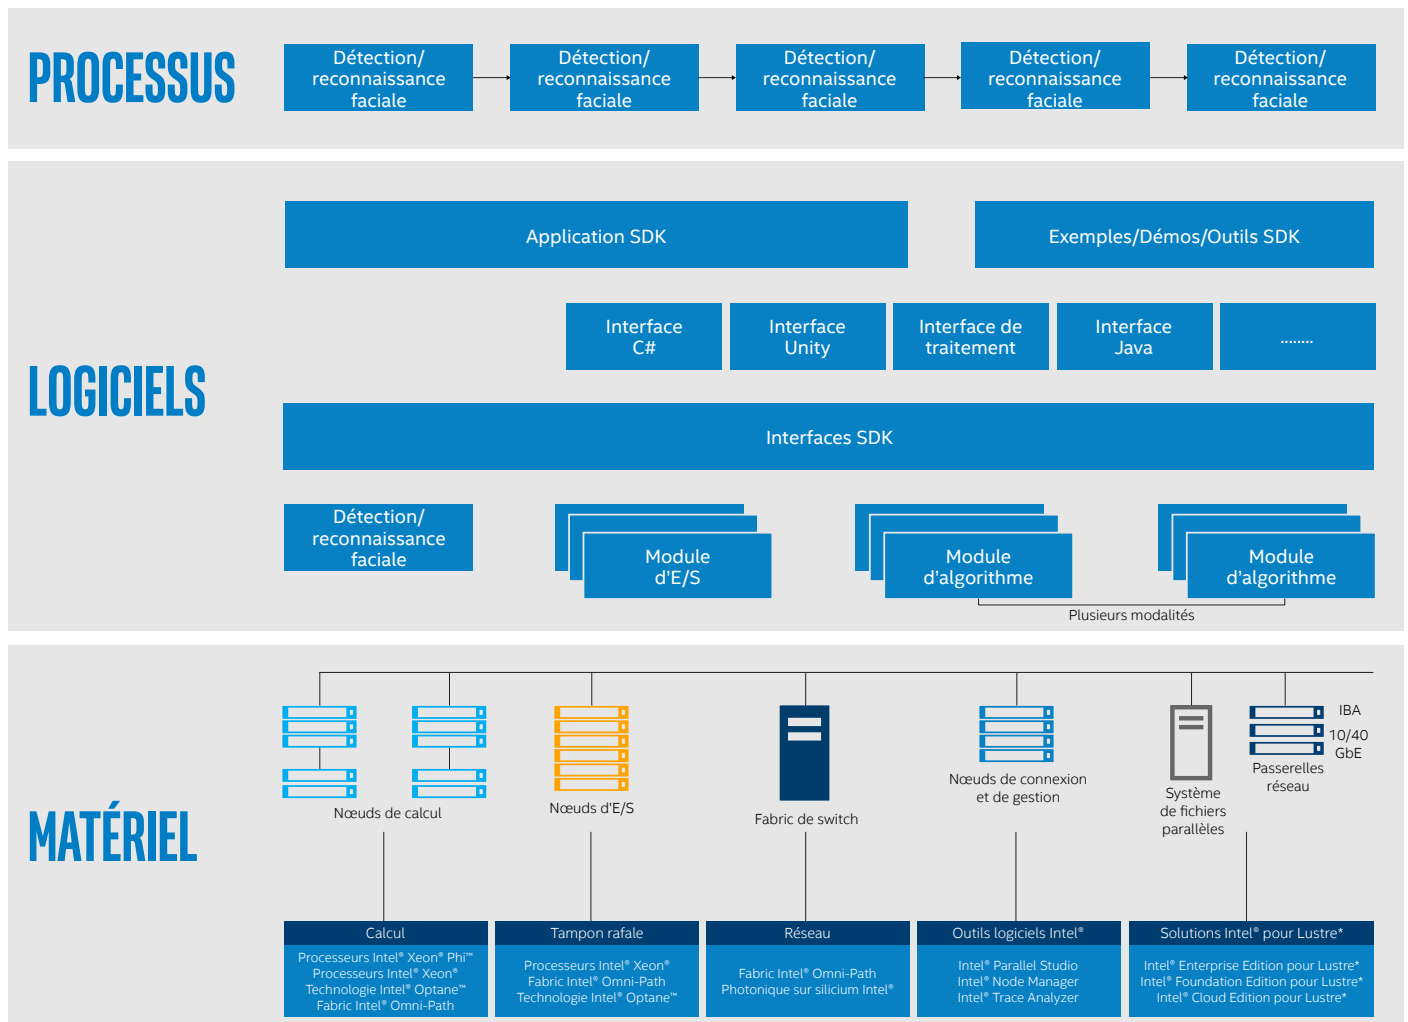 PROCESSUS
Détection/
reconnaissance
faciale
Détection/
reconnaissance
faciale
Détection/
reconnaissance
faciale
Détection/
reconnaissance
faciale
Détection/
reconnaissance
faciale
LOGICIELS
Application SDK
Exemples/Démos/Outils SDK
Interface
C#
Interface
Unity
Interface de
traitement
Interface
Java
........
Interfaces SDK
Détection/
reconnaissance
faciale
Module
d'E/S
Module
d'algorithme
Module
d'algorithme
Plusieurs modalités
MATÉRIEL
Nœuds de calcul
Nœuds d'E/S
Fabric de switch
Nœuds de connexion
et de gestion
Système
de fichiers
parallèles
IBA
10/40
GbE
Passerelles
réseau
Calcul
Processeurs Intel® Xeon® Phi™
Processeurs Intel® Xeon®
Technologie Intel® Optane™
Fabric Intel® Omni-Path
Tampon rafale
Processeurs Intel® Xeon®
Fabric Intel® Omni-Path
Technologie Intel® Optane™
Réseau
Fabric Intel® Omni-Path
Photonique sur silicium Intel®
Outils logiciels Intel®
Intel® Parallel Studio
Intel® Node Manager
Intel® Trace Analyzer
Solutions Intel® pour Lustre*
Intel® Enterprise Edition pour Lustre*
Intel® Foundation Edition pour Lustre*
Intel® Cloud Edition pour Lustre*